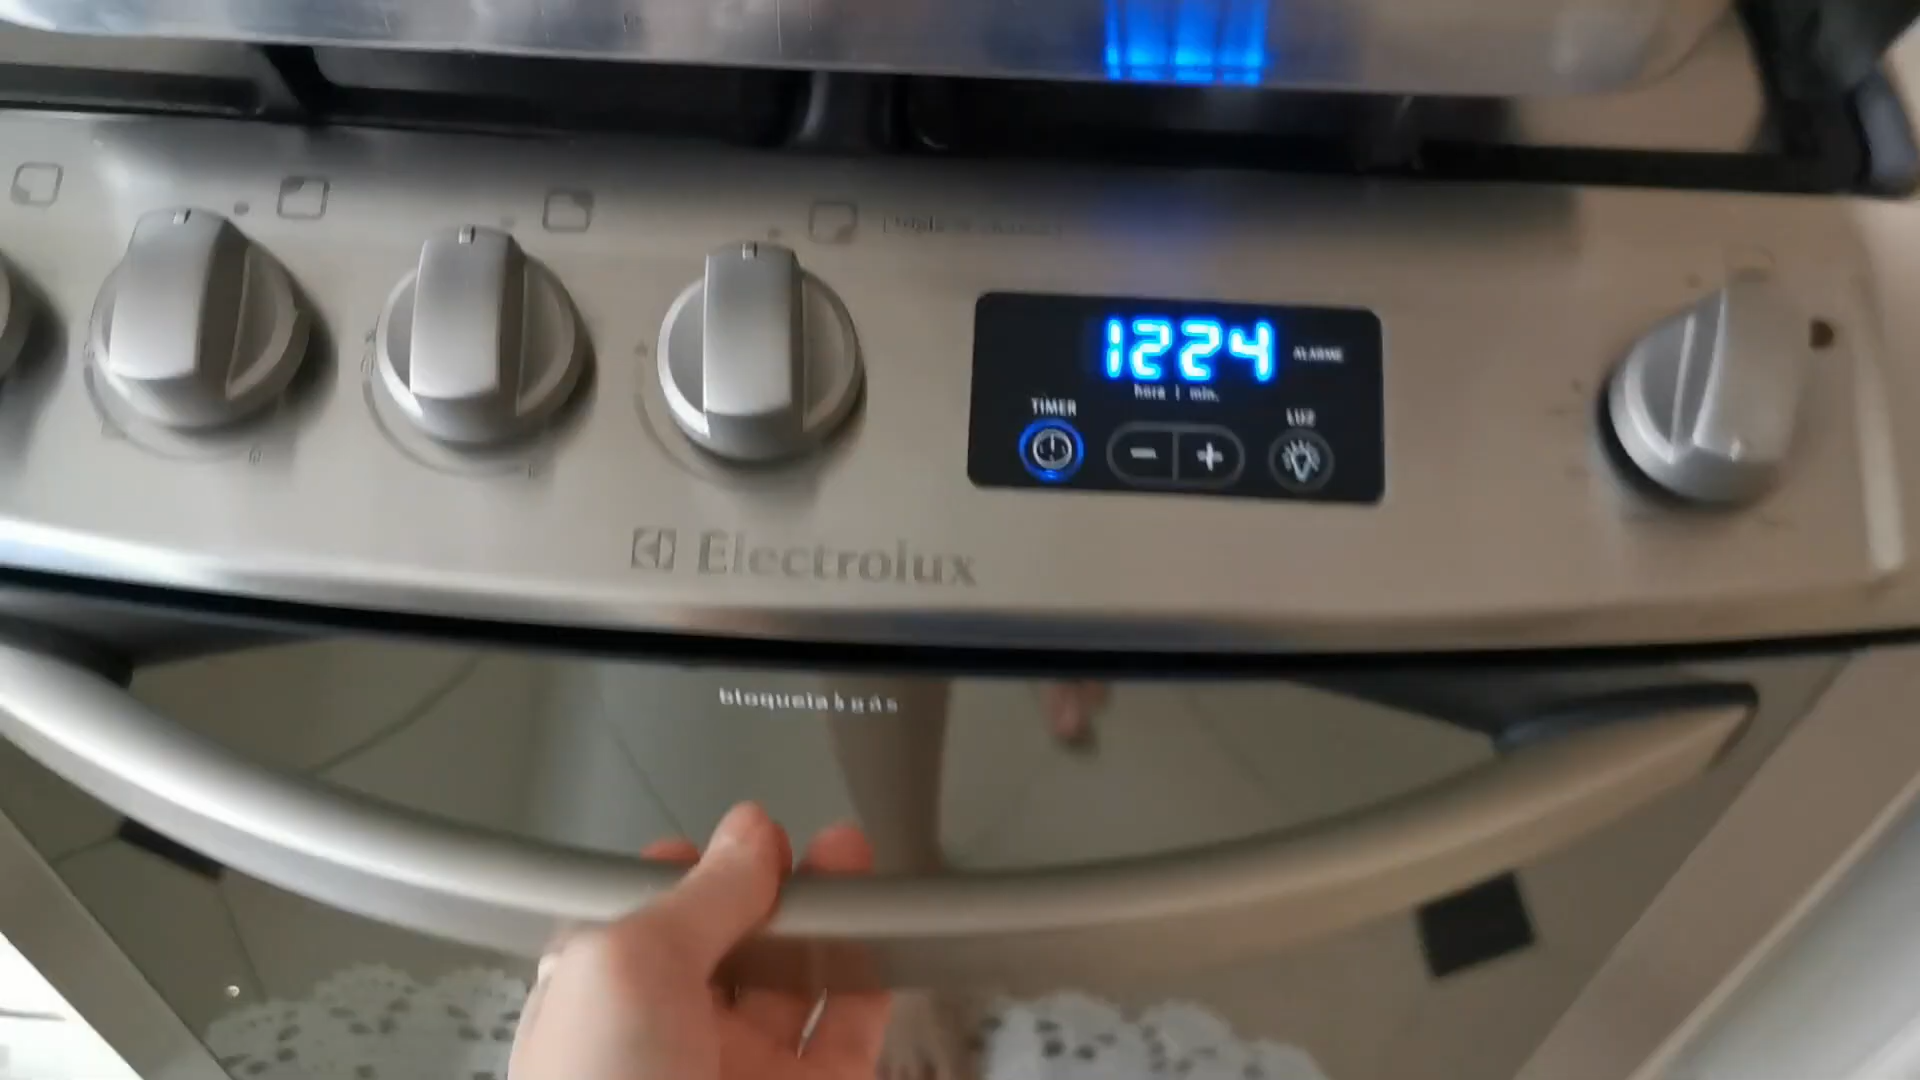 1224
ALARME
hora | min.
TIMER
LUZ
− +
Electrolux
bloqueia gás